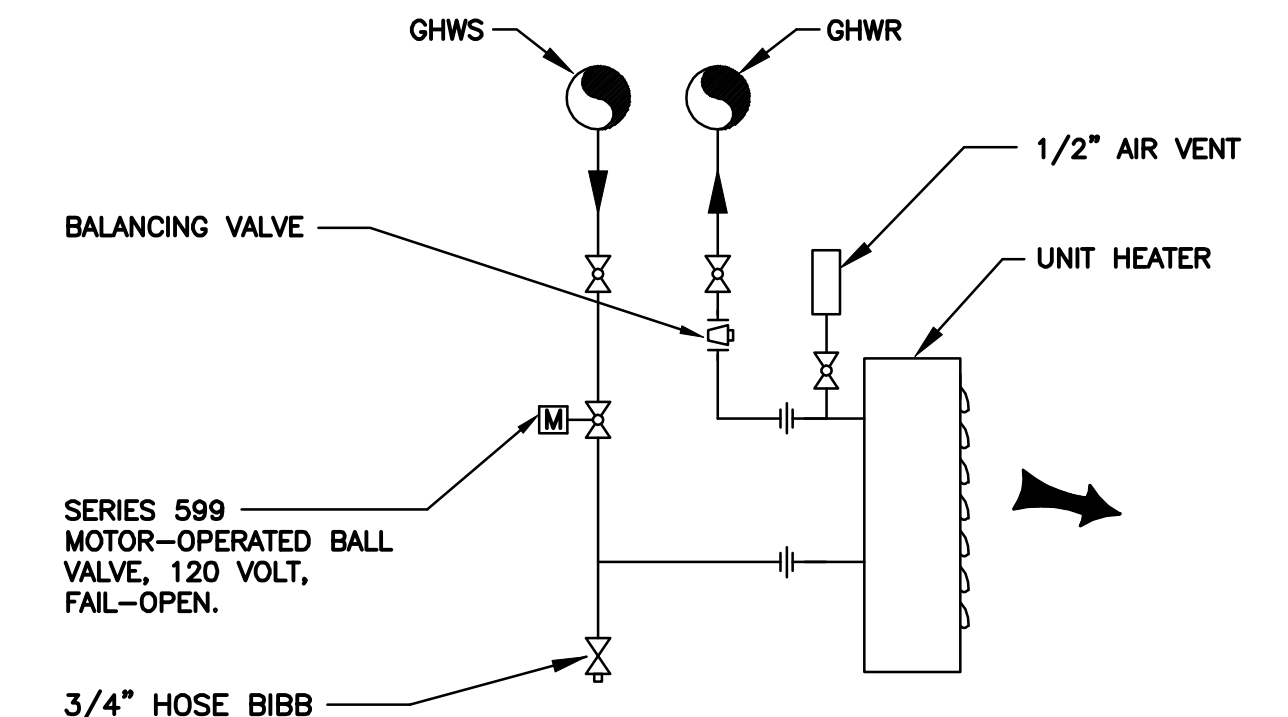 GHWS
GHWR
1/2" AIR VENT
BALANCING VALVE
UNIT HEATER
M
SERIES 599
MOTOR-OPERATED BALL
VALVE, 120 VOLT,
FAIL-OPEN.
3/4" HOSE BIBB